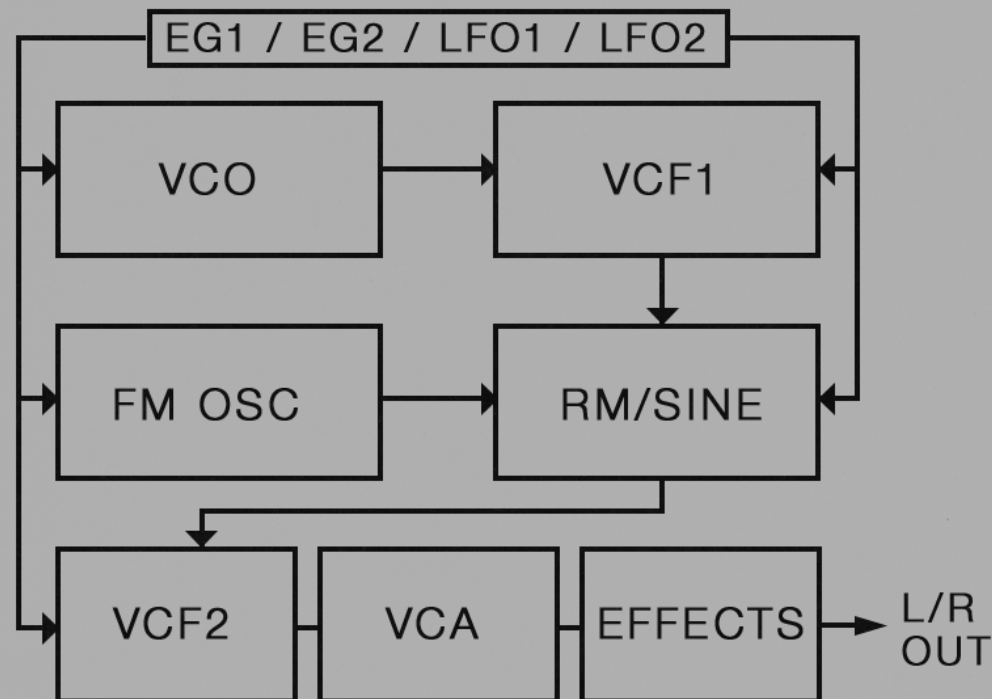 EG1 / EG2 / LFO1 / LFO2
VCO
VCF1
FM OSC
RM/SINE
VCF2
VCA
EFFECTS
L/R
OUT